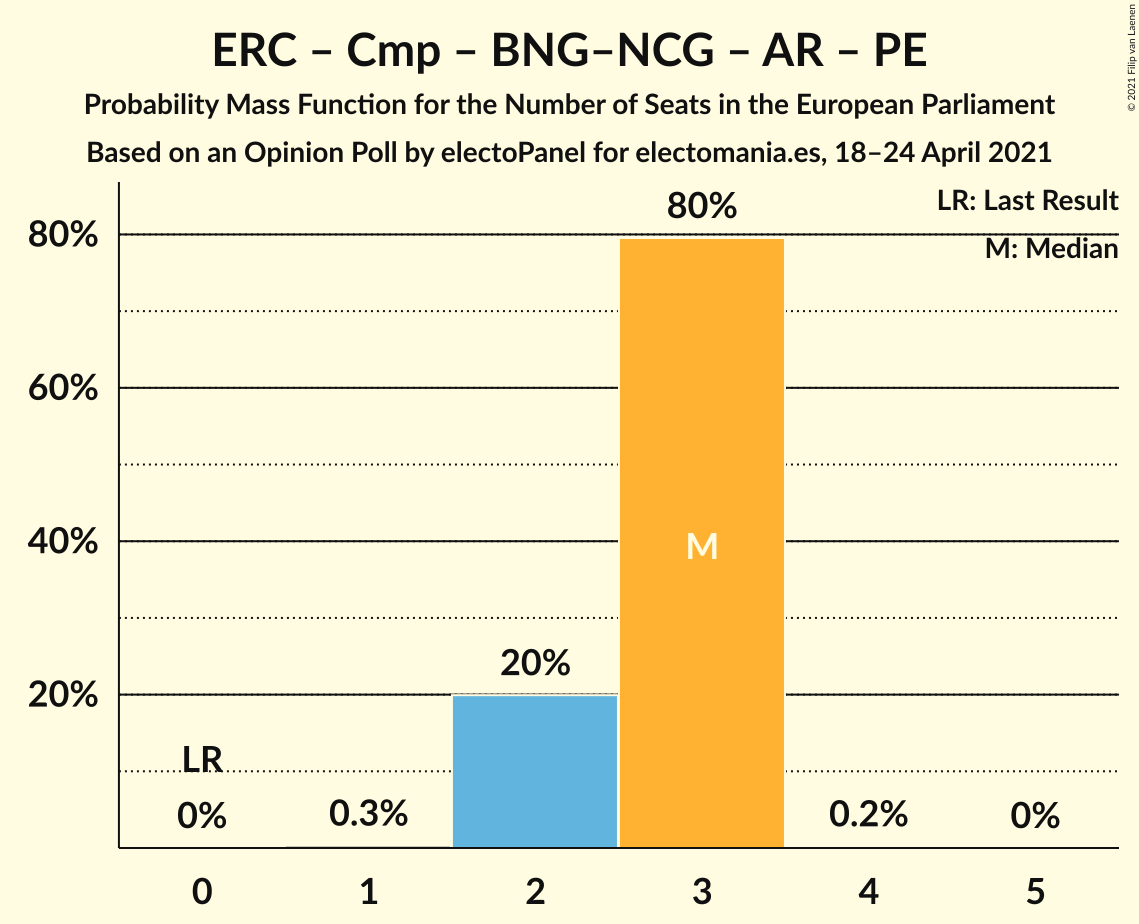 ERC – Cmp – BNG–NCG – AR – PE
Probability Mass Function for the Number of Seats in the European Parliament
Based on an Opinion Poll by electoPanel for electomania.es, 18–24 April 2021
© 2021 Filip van Laenen
LR: Last Result
M: Median
80%
80%
60%
40%
M
20%
20%
LR
0%
0.3%
0.2%
0%
0 1 2 3 4 5